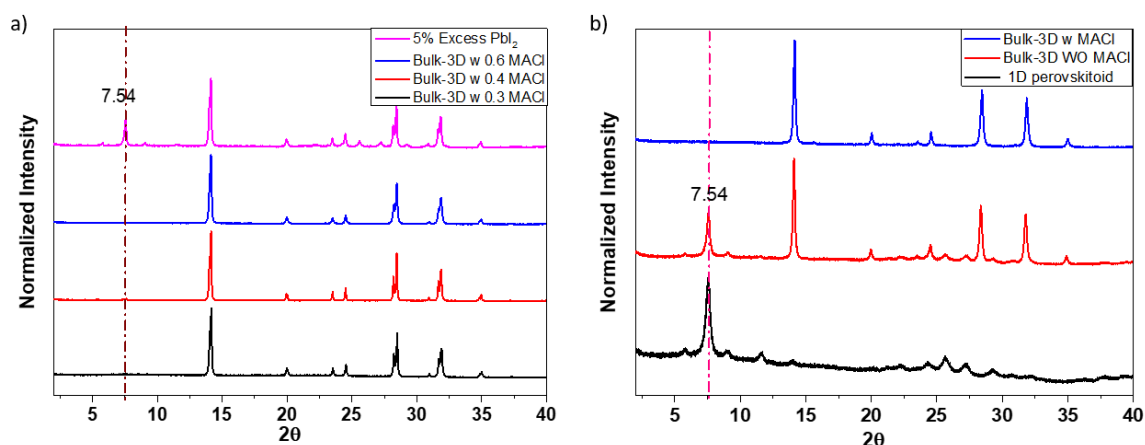 a)
5% Excess PbI₂
Bulk-3D w 0.6 MACl
Bulk-3D w 0.4 MACl
Bulk-3D w 0.3 MACl
7.54
Normalized Intensity
5 10 15 20 25 30 35 40
2θ
b)
Bulk-3D w MACl
Bulk-3D WO MACl
1D perovskitoid
7.54
Normalized Intensity
5 10 15 20 25 30 35 40
2θ